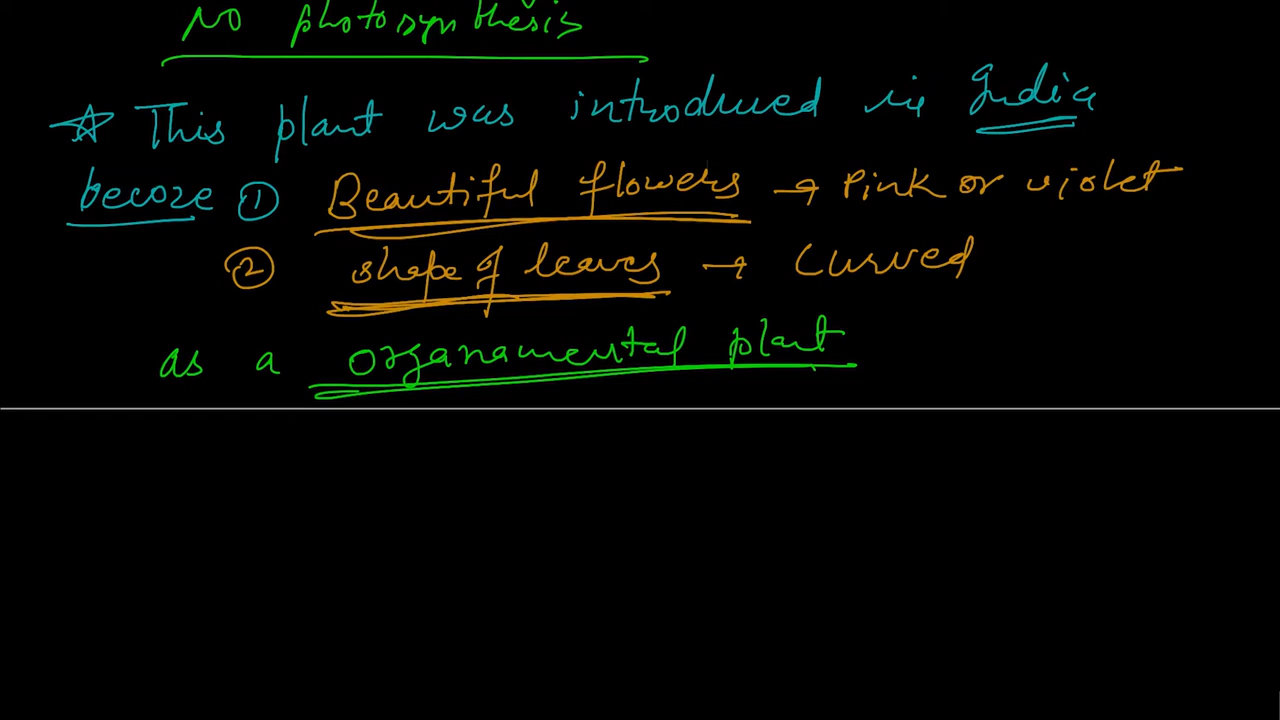 No photosynthesis
☆ This plant was introduced in India
becoze ① Beautiful flowers → Pink or violet
② shape of leaves → Curved
as a organamental plant